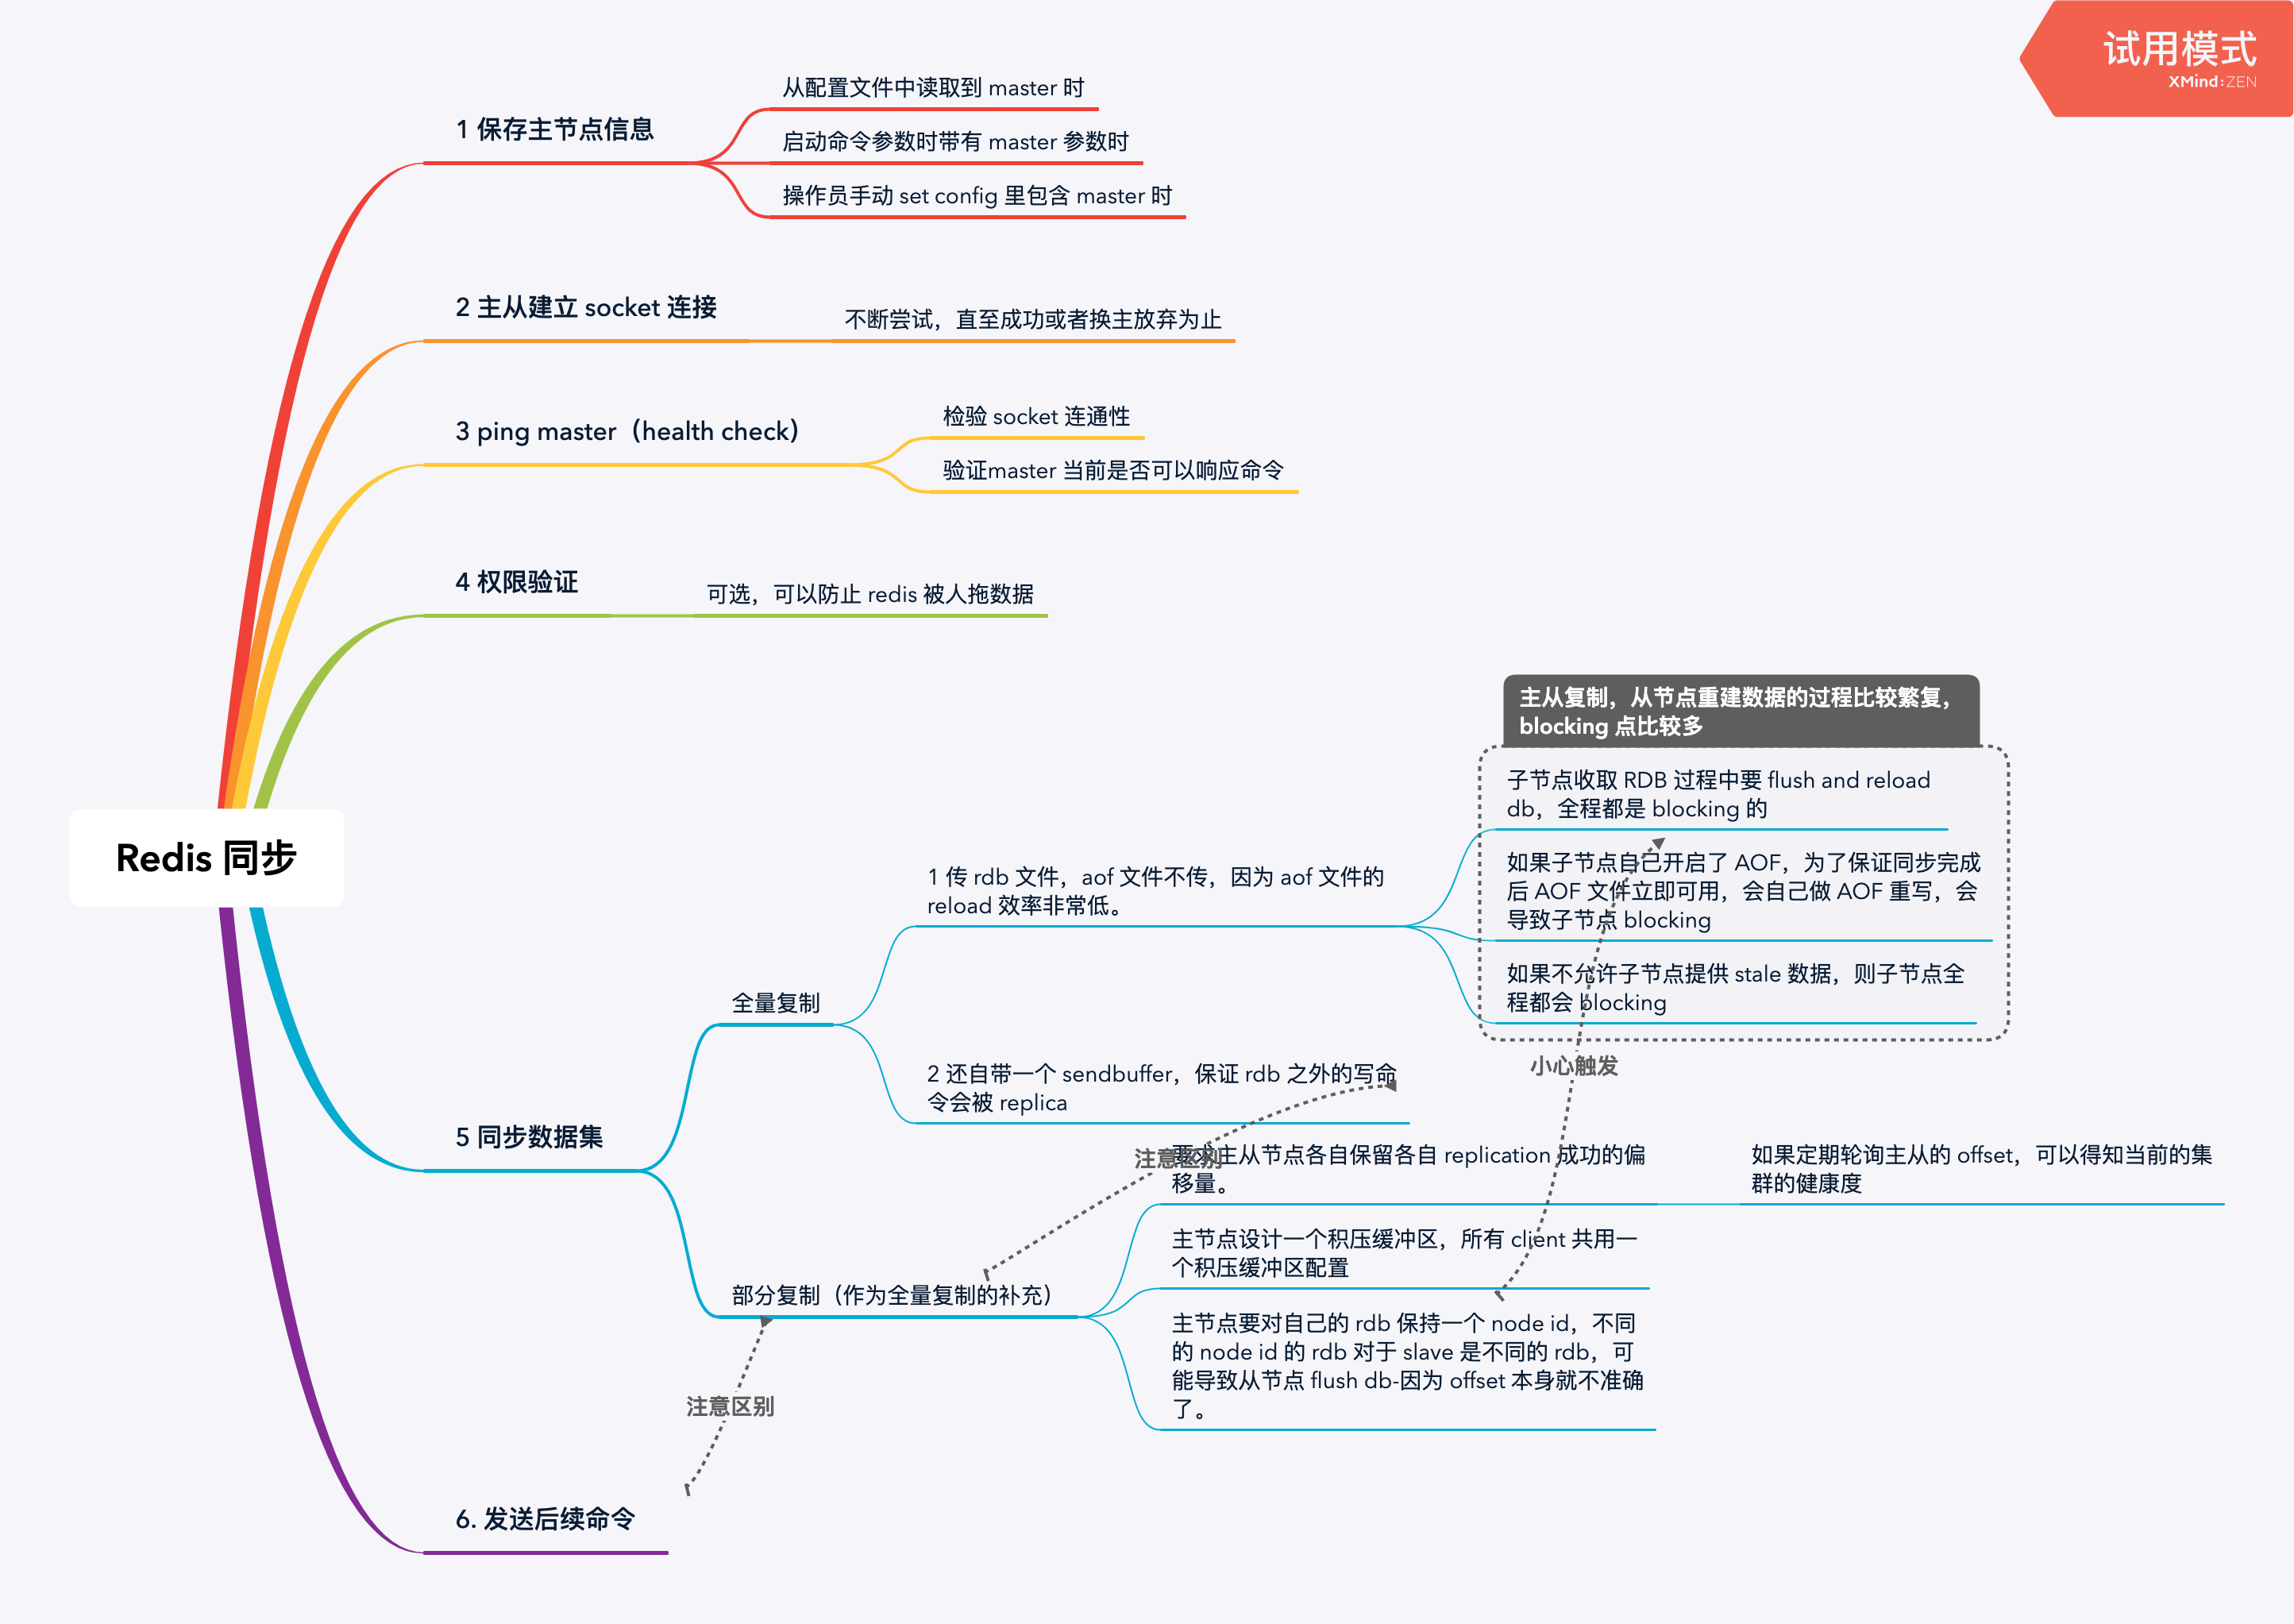 试用模式
XMind:ZEN
从配置文件中读取到 master 时
1 保存主节点信息
启动命令参数时带有 master 参数时
操作员手动 set config 里包含 master 时
2 主从建立 socket 连接
不断尝试，直至成功或者换主放弃为止
检验 socket 连通性
3 ping master（health check）
验证master 当前是否可以响应命令
4 权限验证
可选，可以防止 redis 被人拖数据
主从复制，从节点重建数据的过程比较繁复，
blocking 点比较多
子节点收取 RDB 过程中要 flush and reload
db，全程都是 blocking 的
Redis 同步
1 传 rdb 文件，aof 文件不传，因为 aof 文件的
reload 效率非常低。
如果子节点自己开启了 AOF，为了保证同步完成
后 AOF 文件立即可用，会自己做 AOF 重写，会
导致子节点 blocking
如果不允许子节点提供 stale 数据，则子节点全
程都会 blocking
全量复制
小心触发
2 还自带一个 sendbuffer，保证 rdb 之外的写命
令会被 replica
5 同步数据集
注意区别
要求主从节点各自保留各自 replication 成功的偏
移量。
如果定期轮询主从的 offset，可以得知当前的集
群的健康度
主节点设计一个积压缓冲区，所有 client 共用一
个积压缓冲区配置
部分复制（作为全量复制的补充）
主节点要对自己的 rdb 保持一个 node id，不同
的 node id 的 rdb 对于 slave 是不同的 rdb，可
能导致从节点 flush db-因为 offset 本身就不准确
了。
注意区别
6. 发送后续命令